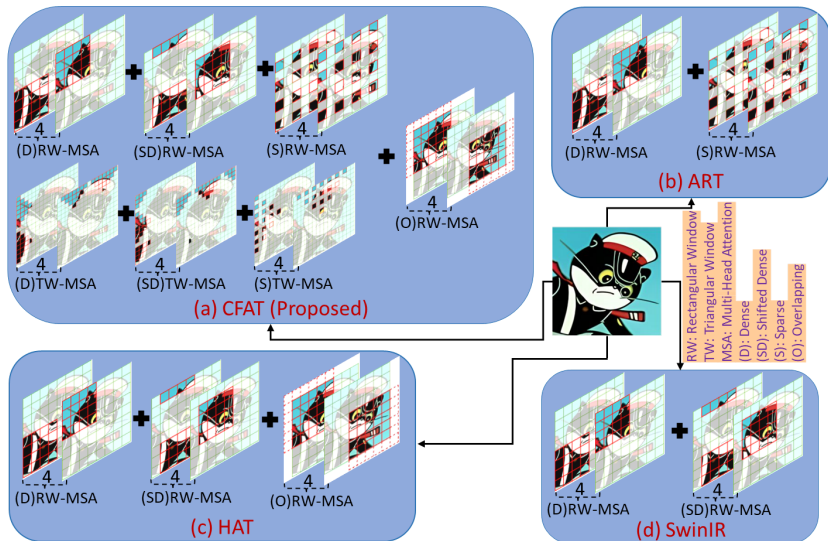 4
(D)RW-MSA
4
(SD)RW-MSA
4
(S)RW-MSA
4
(O)RW-MSA
4
(D)TW-MSA
4
(SD)TW-MSA
4
(S)TW-MSA
(a) CFAT (Proposed)
4
(D)RW-MSA
4
(S)RW-MSA
(b) ART
RW: Rectangular Window
TW: Triangular Window
MSA: Multi-Head Attention
(D): Dense
(SD): Shifted Dense
(S): Sparse
(O): Overlapping
4
(D)RW-MSA
4
(SD)RW-MSA
4
(O)RW-MSA
(c) HAT
4
(D)RW-MSA
4
(SD)RW-MSA
(d) SwinIR